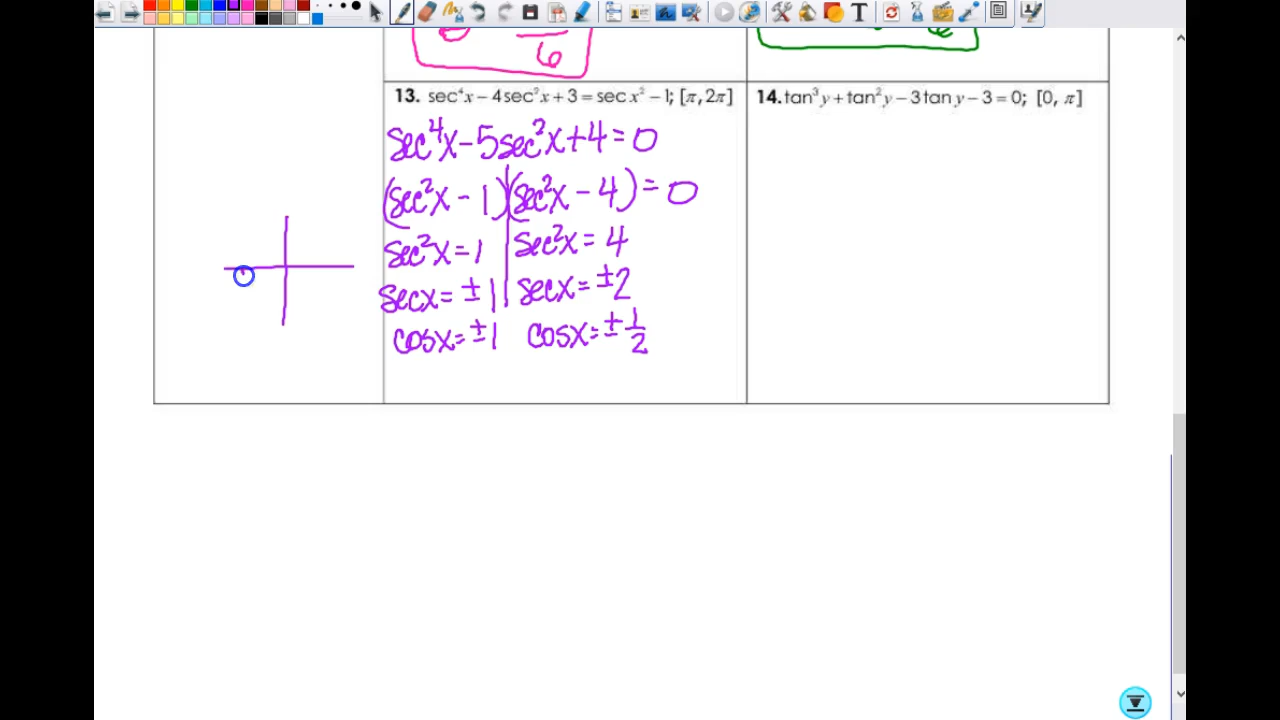 6
13. sec⁴x – 4sec²x + 3 = sec x² – 1; [π, 2π]
sec⁴x – 5sec²x + 4 = 0
(sec²x – 1)(sec²x – 4) = 0
sec²x = 1 sec²x = 4
secx = ± 1 secx = ±2
cosx = ±1 cosx = ± 1/2
14. tan³y + tan²y – 3tan y – 3 = 0; [0, π]